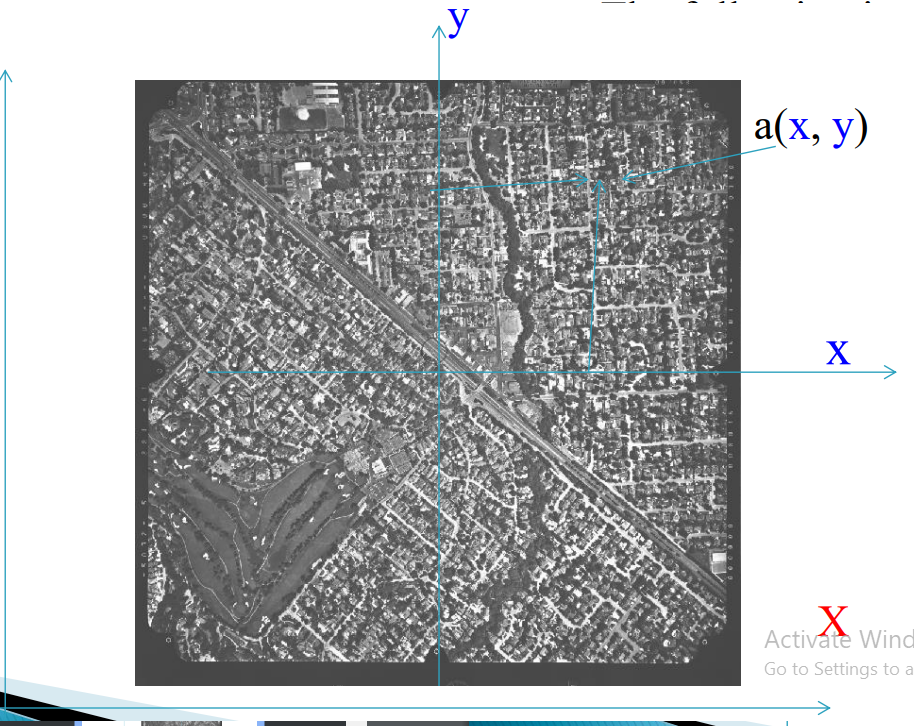 y
a(x, y)
x
X
Activate Wind
Go to Settings to a